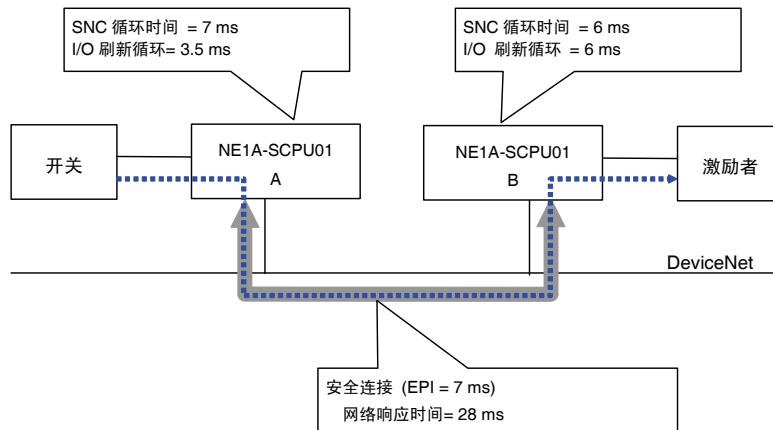 SNC 循环时间 = 7 ms
I/O 刷新循环= 3.5 ms
SNC 循环时间 = 6 ms
I/O 刷新循环 = 6 ms
开关
NE1A-SCPU01
A
NE1A-SCPU01
B
激励者
DeviceNet
安全连接 (EPI = 7 ms)
网络响应时间= 28 ms